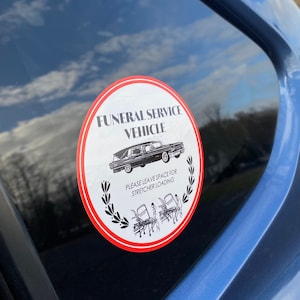 FUNERAL SERVICE
VEHICLE
PLEASE LEAVE SPACE FOR
STRETCHER LOADING